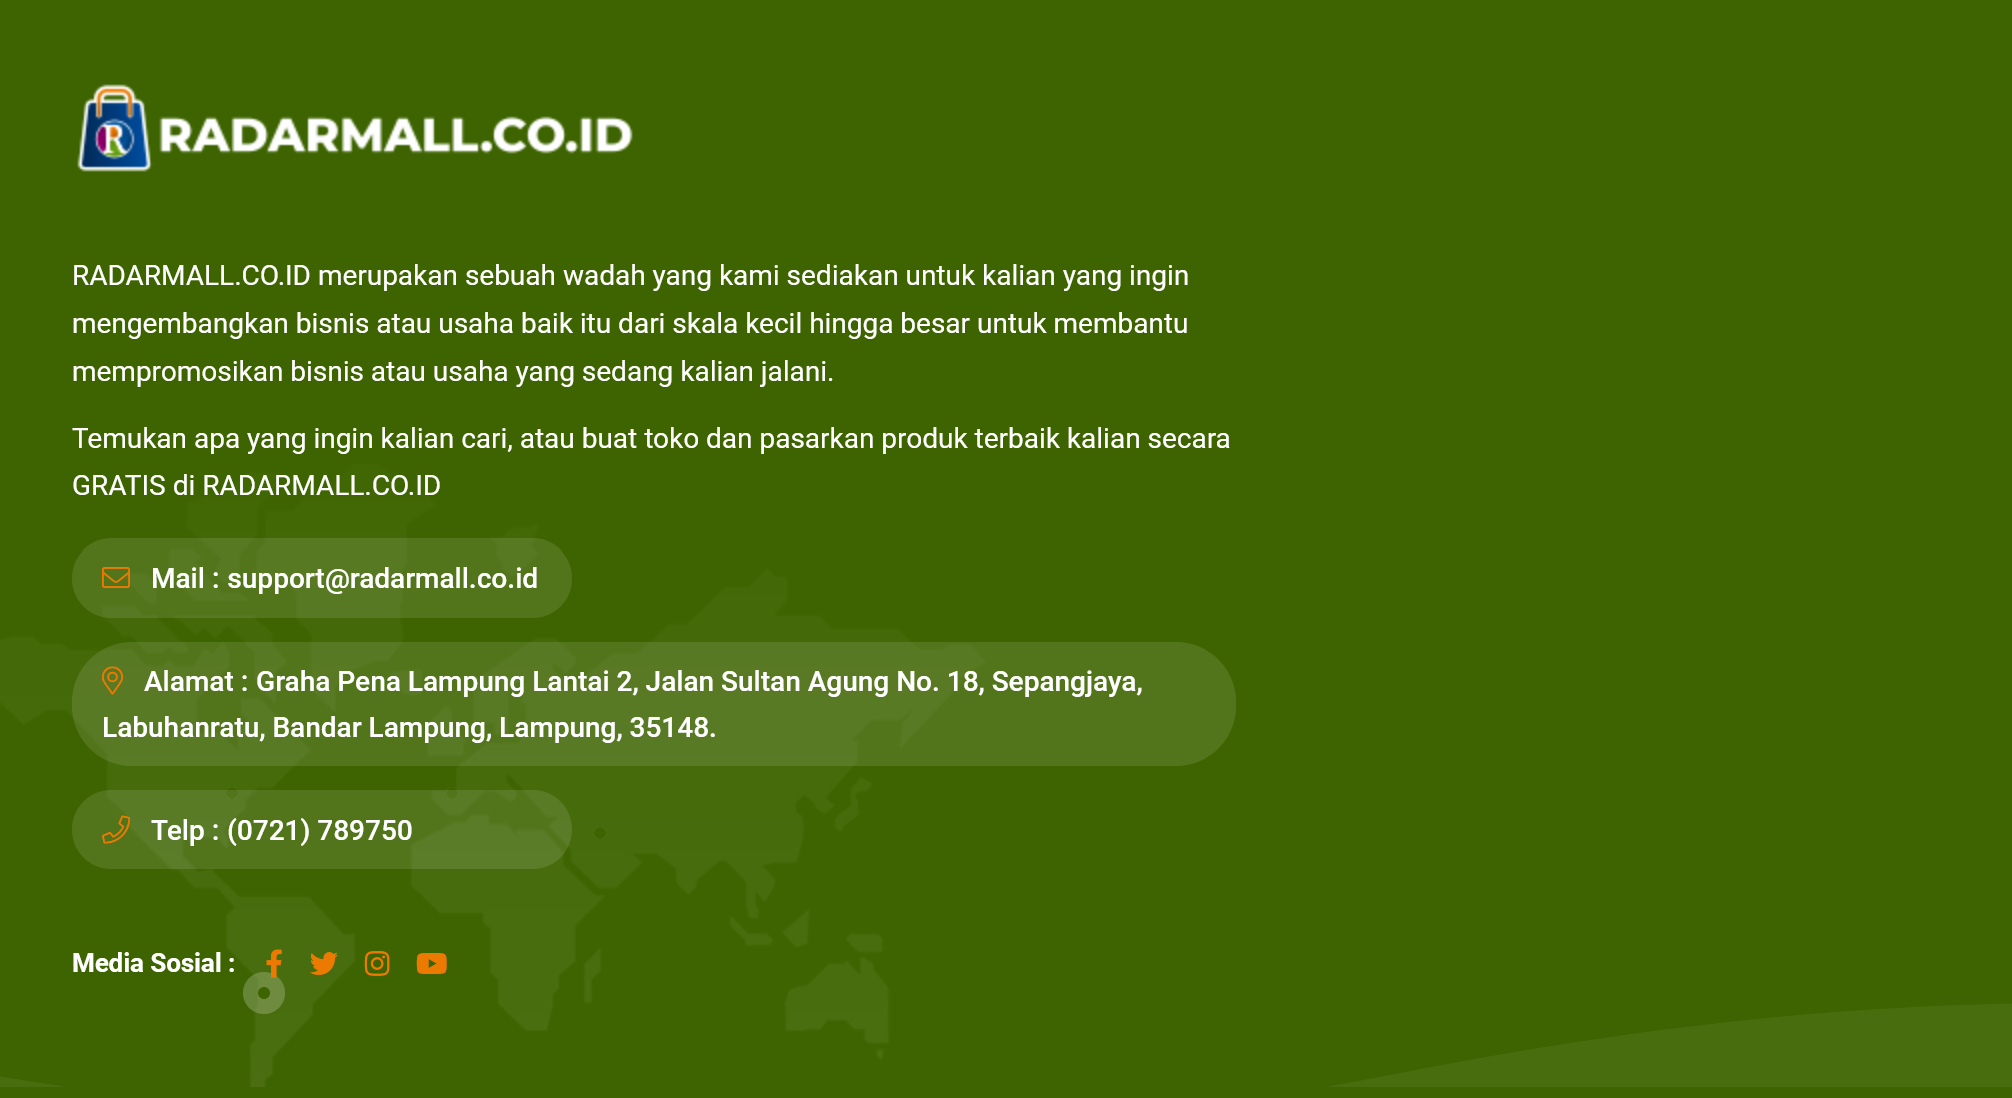 R RADARMALL.CO.ID
RADARMALL.CO.ID merupakan sebuah wadah yang kami sediakan untuk kalian yang ingin
mengembangkan bisnis atau usaha baik itu dari skala kecil hingga besar untuk membantu
mempromosikan bisnis atau usaha yang sedang kalian jalani.
Temukan apa yang ingin kalian cari, atau buat toko dan pasarkan produk terbaik kalian secara
GRATIS di RADARMALL.CO.ID
Mail : support@radarmall.co.id
Alamat : Graha Pena Lampung Lantai 2, Jalan Sultan Agung No. 18, Sepangjaya,
Labuhanratu, Bandar Lampung, Lampung, 35148.
Telp : (0721) 789750
Media Sosial :